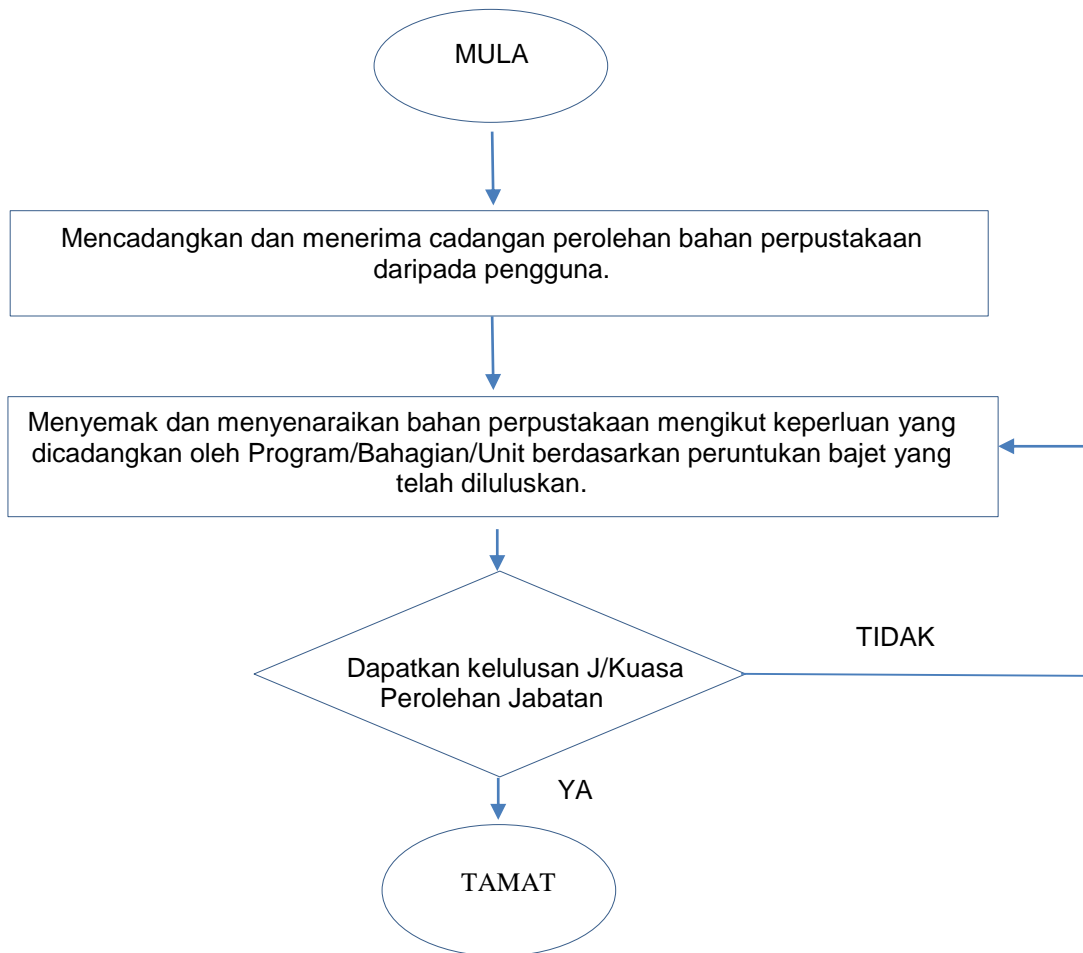 MULA
Mencadangkan dan menerima cadangan perolehan bahan perpustakaan
daripada pengguna.
Menyemak dan menyenaraikan bahan perpustakaan mengikut keperluan yang
dicadangkan oleh Program/Bahagian/Unit berdasarkan peruntukan bajet yang
telah diluluskan.
TIDAK
Dapatkan kelulusan J/Kuasa
Perolehan Jabatan
YA
TAMAT